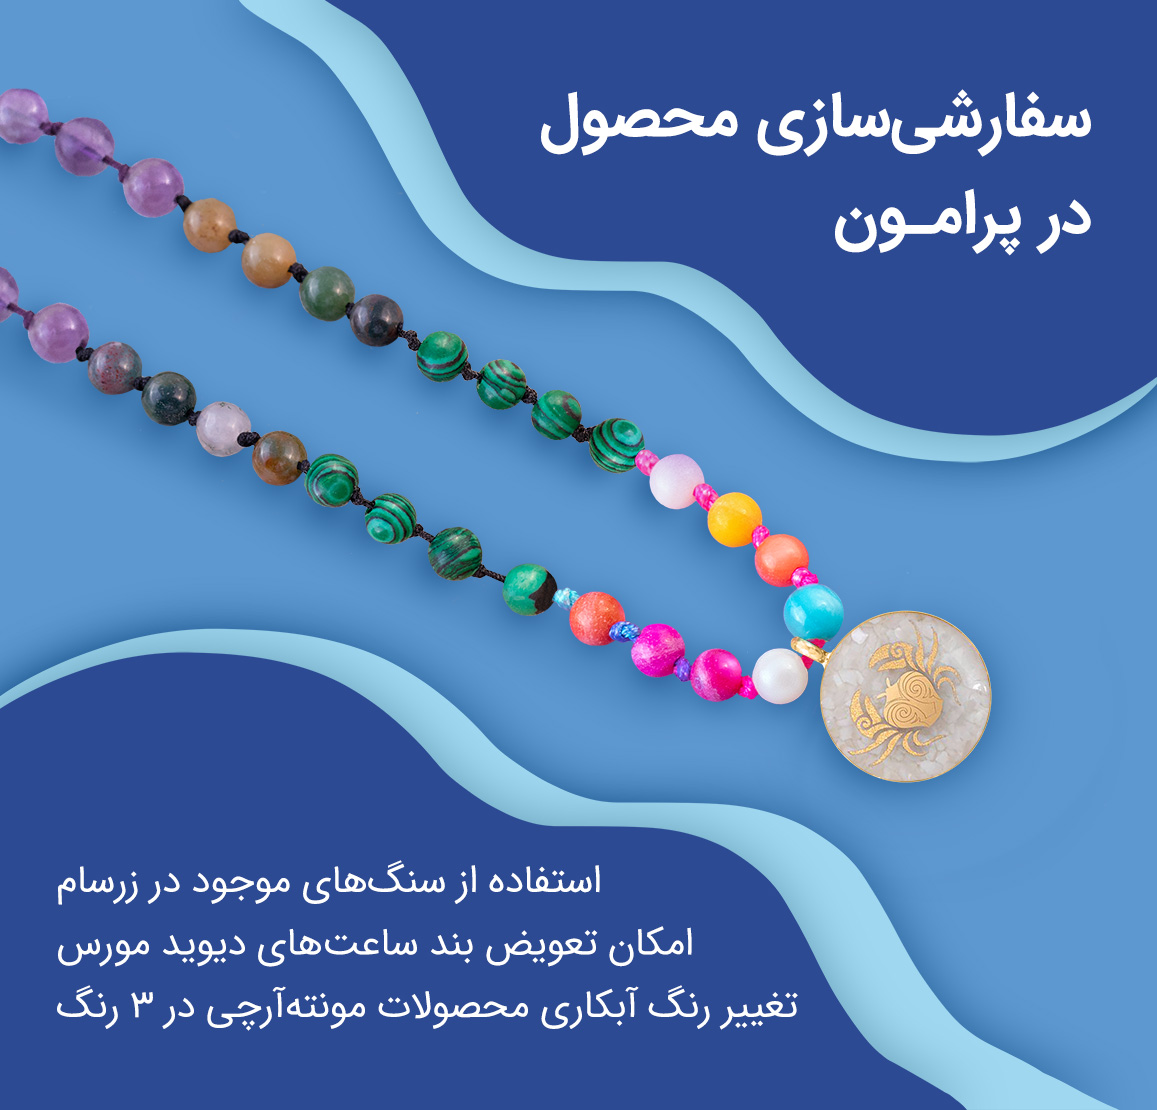 سفارشی‌سازی محصول
در پرامـون
استفاده از سنگ‌های موجود در زرسام
امکان تعویض بند ساعت‌های دیوید مورس
تغییر رنگ آبکاری محصولات مونته‌آرچی در ۳ رنگ